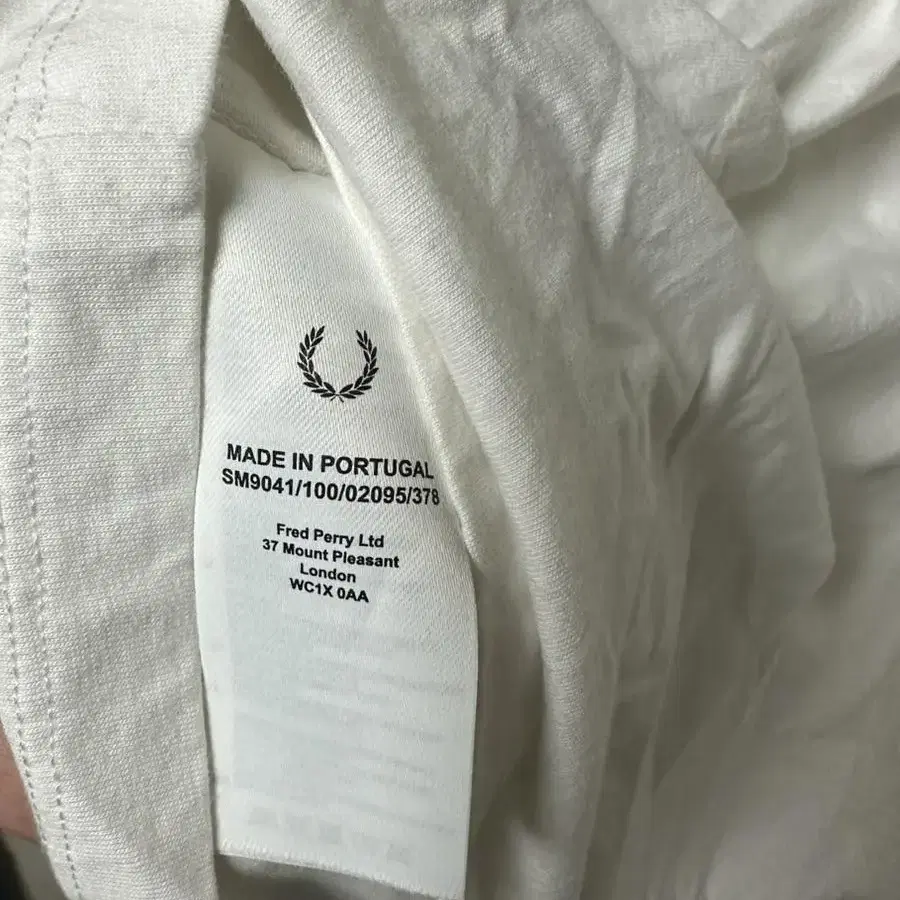 MADE IN PORTUGAL
SM9041/100/02095/378
Fred Perry Ltd
37 Mount Pleasant
London
WC1X 0AA